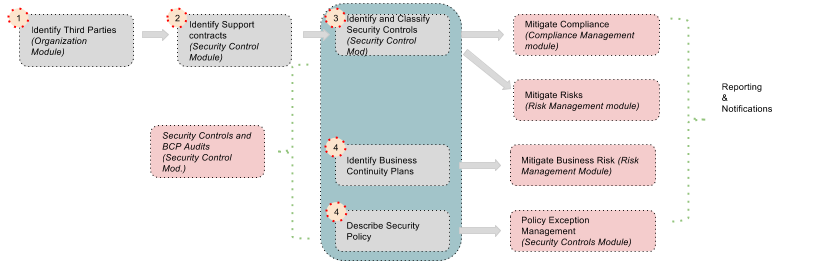 1
Identify Third Parties
(Organization
Module)
2
Identify Support
contracts
(Security Control
Module)
3
Identify and Classify
Security Controls
(Security Control
Mod)
Mitigate Compliance
(Compliance Management
module)
Mitigate Risks
(Risk Management module)
Reporting
&
Notifications
Security Controls and
BCP Audits
(Security Control
Mod.)
4
Identify Business
Continuity Plans
Mitigate Business Risk (Risk
Management Module)
4
Describe Security
Policy
Policy Exception
Management
(Security Controls Module)